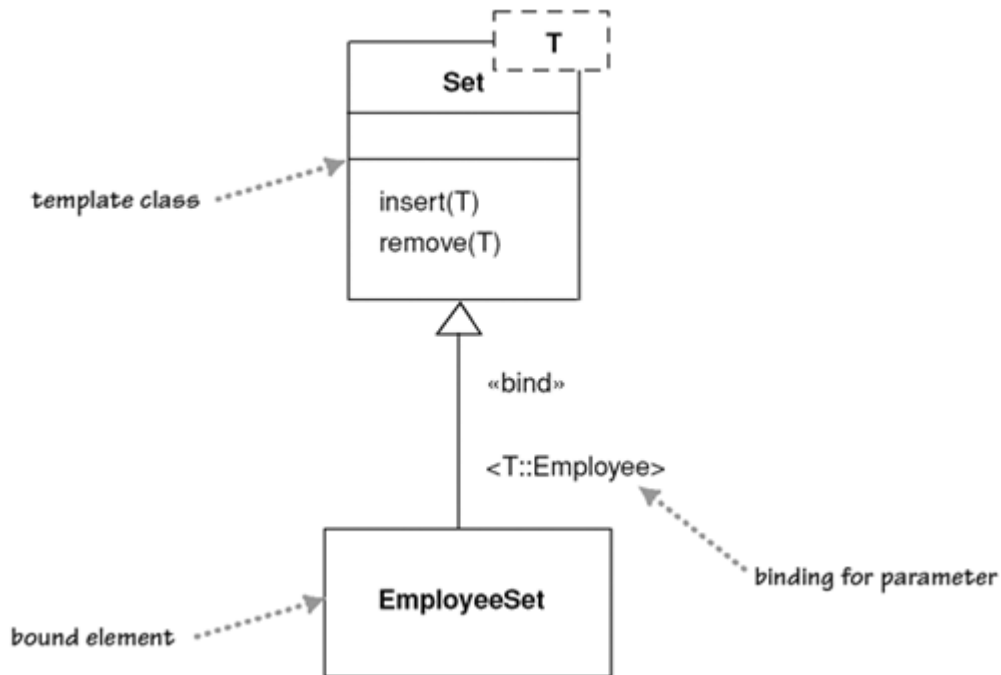 T
Set
template class
insert(T)
remove(T)
«bind»
<T::Employee>
binding for parameter
EmployeeSet
bound element